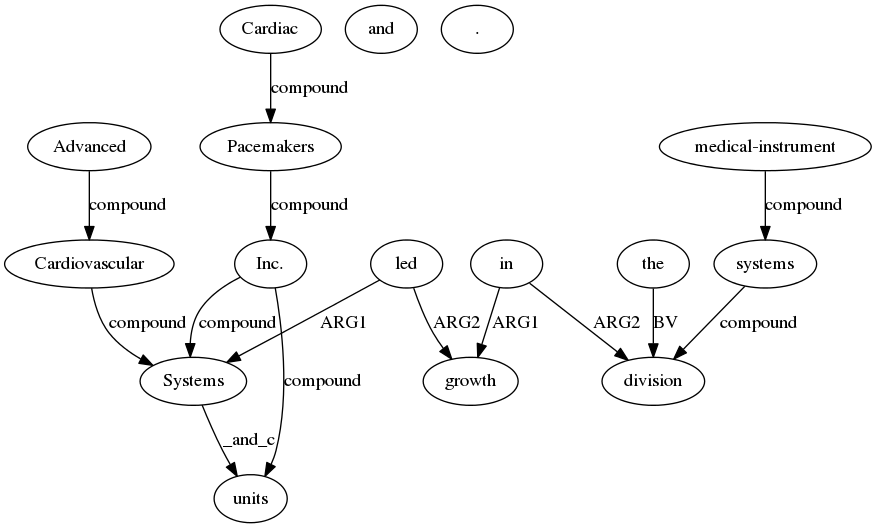 Cardiac and .
compound
Advanced Pacemakers medical-instrument
compound compound compound
Cardiovascular Inc. led in the systems
compound compound ARG1 ARG2 ARG1 ARG2 BV compound
Systems compound growth division
_and_c
units